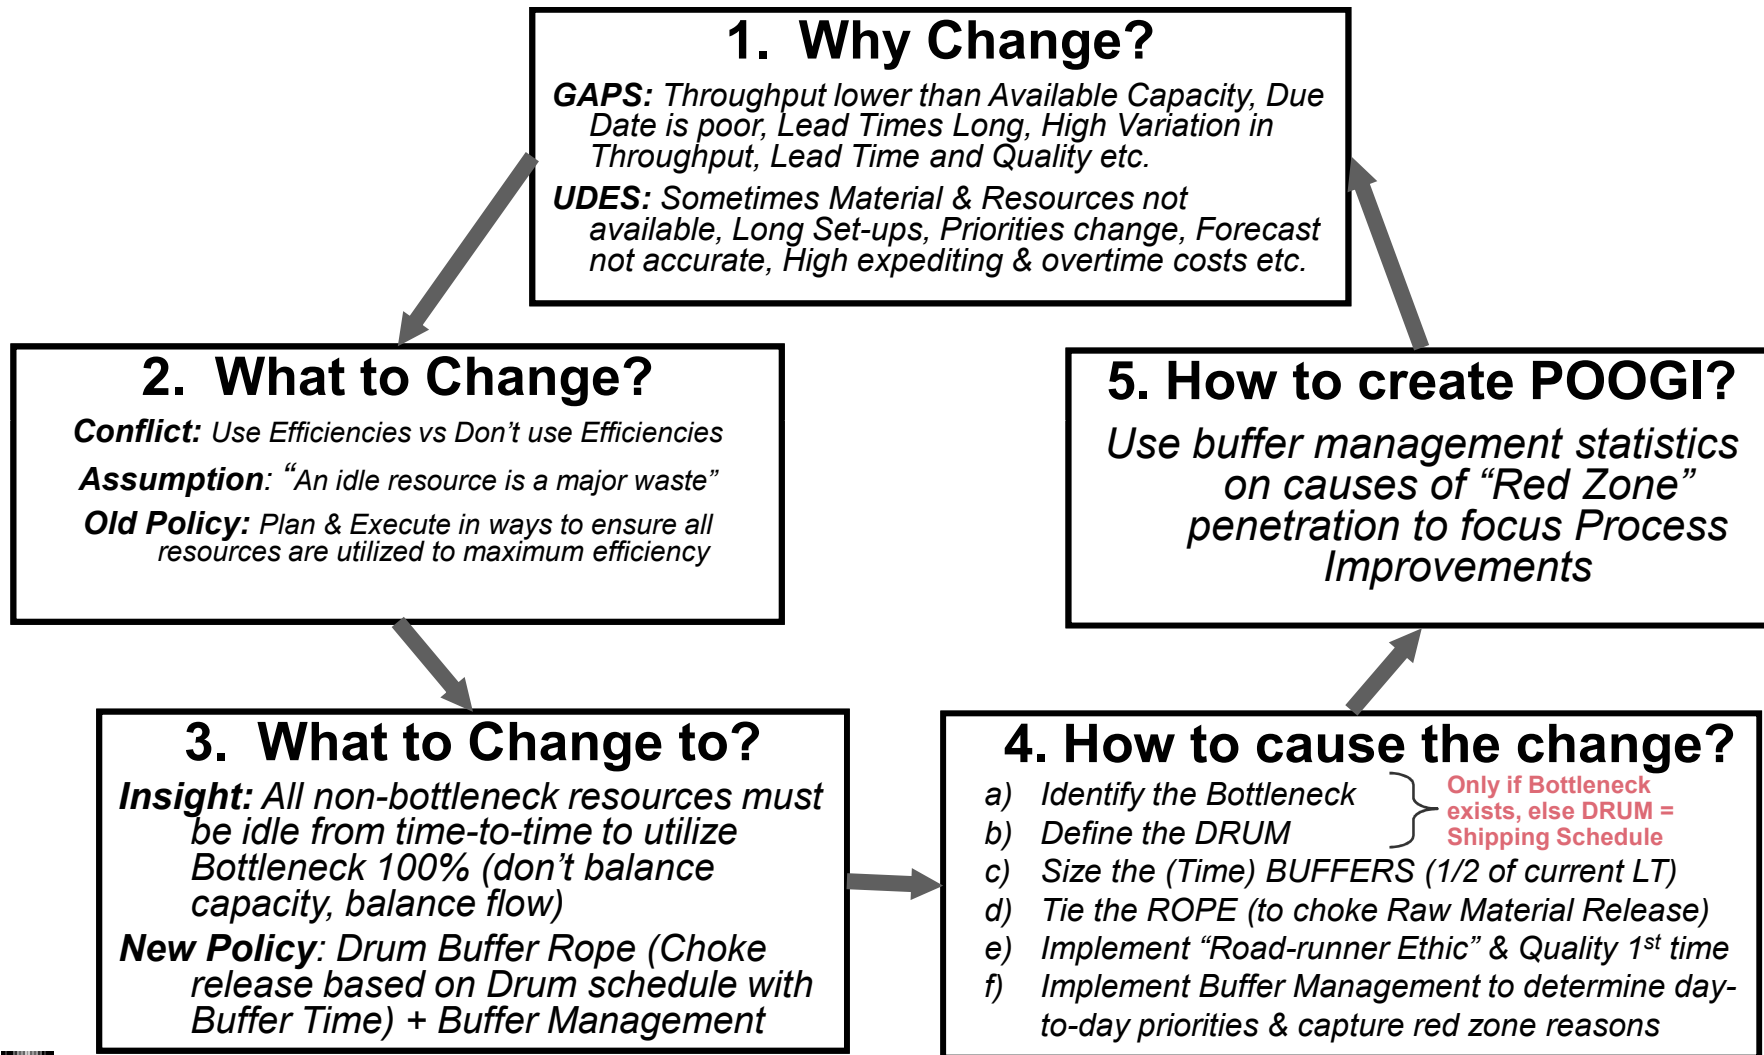 1. Why Change?
GAPS: Throughput lower than Available Capacity, Due
Date is poor, Lead Times Long, High Variation in
Throughput, Lead Time and Quality etc.
UDES: Sometimes Material & Resources not
available, Long Set-ups, Priorities change, Forecast
not accurate, High expediting & overtime costs etc.
2. What to Change?
Conflict: Use Efficiencies vs Don’t use Efficiencies
Assumption: “An idle resource is a major waste”
Old Policy: Plan & Execute in ways to ensure all
resources are utilized to maximum efficiency
3. What to Change to?
Insight: All non-bottleneck resources must
be idle from time-to-time to utilize
Bottleneck 100% (don’t balance
capacity, balance flow)
New Policy: Drum Buffer Rope (Choke
release based on Drum schedule with
Buffer Time) + Buffer Management
4. How to cause the change?
a) Identify the Bottleneck
b) Define the DRUM
Only if Bottleneck
exists, else DRUM =
Shipping Schedule
c) Size the (Time) BUFFERS (1/2 of current LT)
d) Tie the ROPE (to choke Raw Material Release)
e) Implement “Road-runner Ethic” & Quality 1st time
f) Implement Buffer Management to determine day-
to-day priorities & capture red zone reasons
5. How to create POOGI?
Use buffer management statistics
on causes of “Red Zone”
penetration to focus Process
Improvements